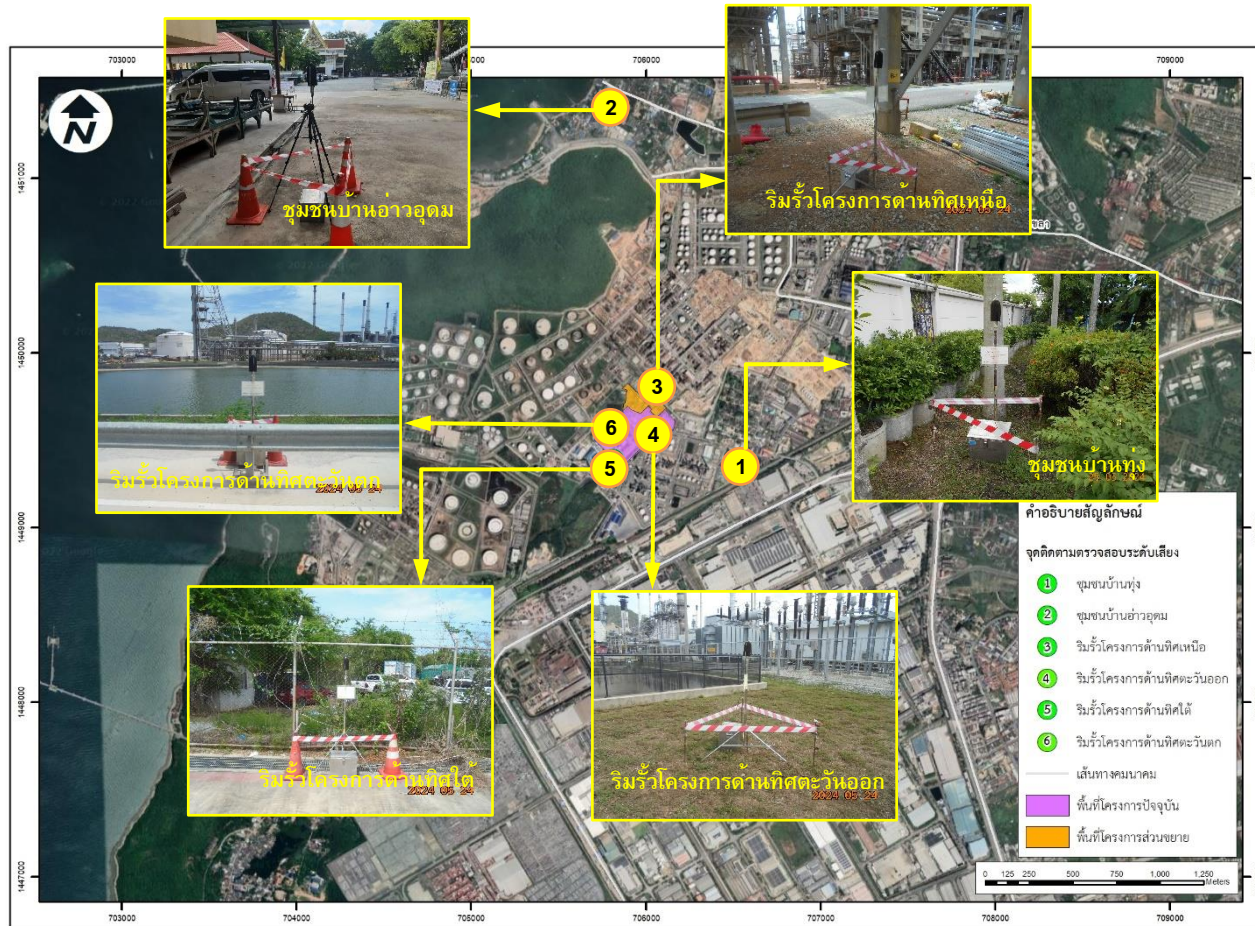 703000
706000
709000
N
2
ชุมชนบ้านอ่าวอุดม
ริมรั้วโครงการด้านทิศเหนือ
2024 05 24
1451000
ริมรั้วโครงการด้านทิศตะวันตก
2024 05 24
ชุมชนบ้านทุ่ง
1450000
3
6
4
5
1
1449000
ริมรั้วโครงการด้านทิศใต้
2024 05 24
ริมรั้วโครงการด้านทิศตะวันออก
2024 05 24
1448000
1447000
คำอธิบายสัญลักษณ์
จุดติดตามตรวจสอบระดับเสียง
1 ชุมชนบ้านทุ่ง
2 ชุมชนบ้านอ่าวอุดม
3 ริมรั้วโครงการด้านทิศเหนือ
4 ริมรั้วโครงการด้านทิศตะวันออก
5 ริมรั้วโครงการด้านทิศใต้
6 ริมรั้วโครงการด้านทิศตะวันตก
เส้นทางคมนาคม
พื้นที่โครงการปัจจุบัน
พื้นที่โครงการส่วนขยาย
0 125 250 500 750 1,000 1,250
Meters
703000
704000
705000
706000
707000
708000
709000